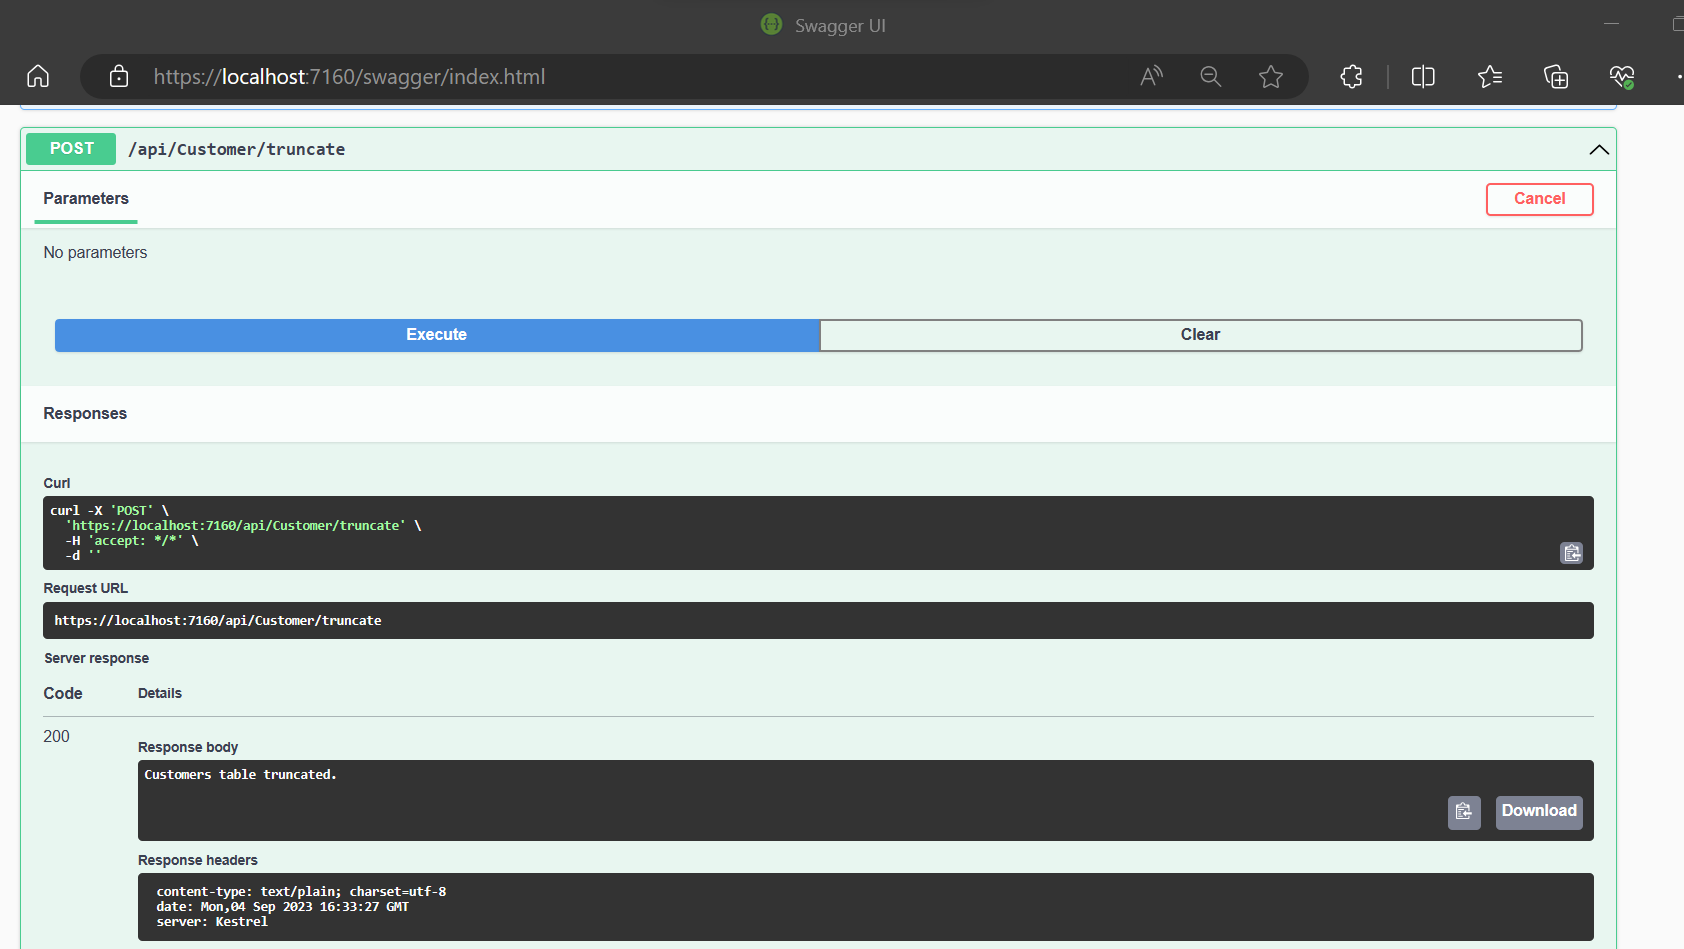 Swagger UI
https://localhost:7160/swagger/index.html
POST /api/Customer/truncate
Parameters
Cancel
No parameters
Execute
Clear
Responses
Curl
curl -X 'POST' \
'https://localhost:7160/api/Customer/truncate' \
-H 'accept: */*' \
-d ''
Request URL
https://localhost:7160/api/Customer/truncate
Server response
Code Details
200
Response body
Customers table truncated.
Download
Response headers
content-type: text/plain; charset=utf-8
date: Mon,04 Sep 2023 16:33:27 GMT
server: Kestrel